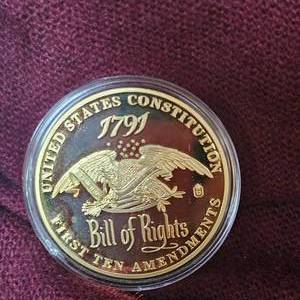 UNITED STATES CONSTITUTION
1791
Bill of Rights
FIRST TEN AMENDMENTS